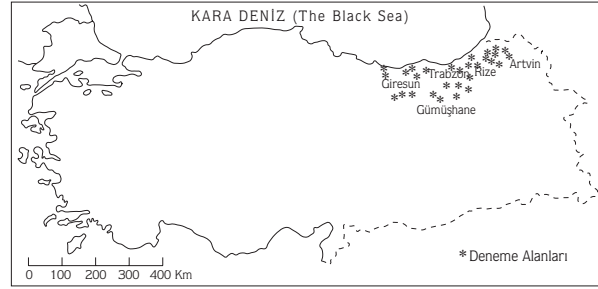 KARA DENİZ (The Black Sea)
Artvin
Trabzon Rize
Giresun
Gümüşhane
* Deneme Alanları
0 100 200 300 400 Km